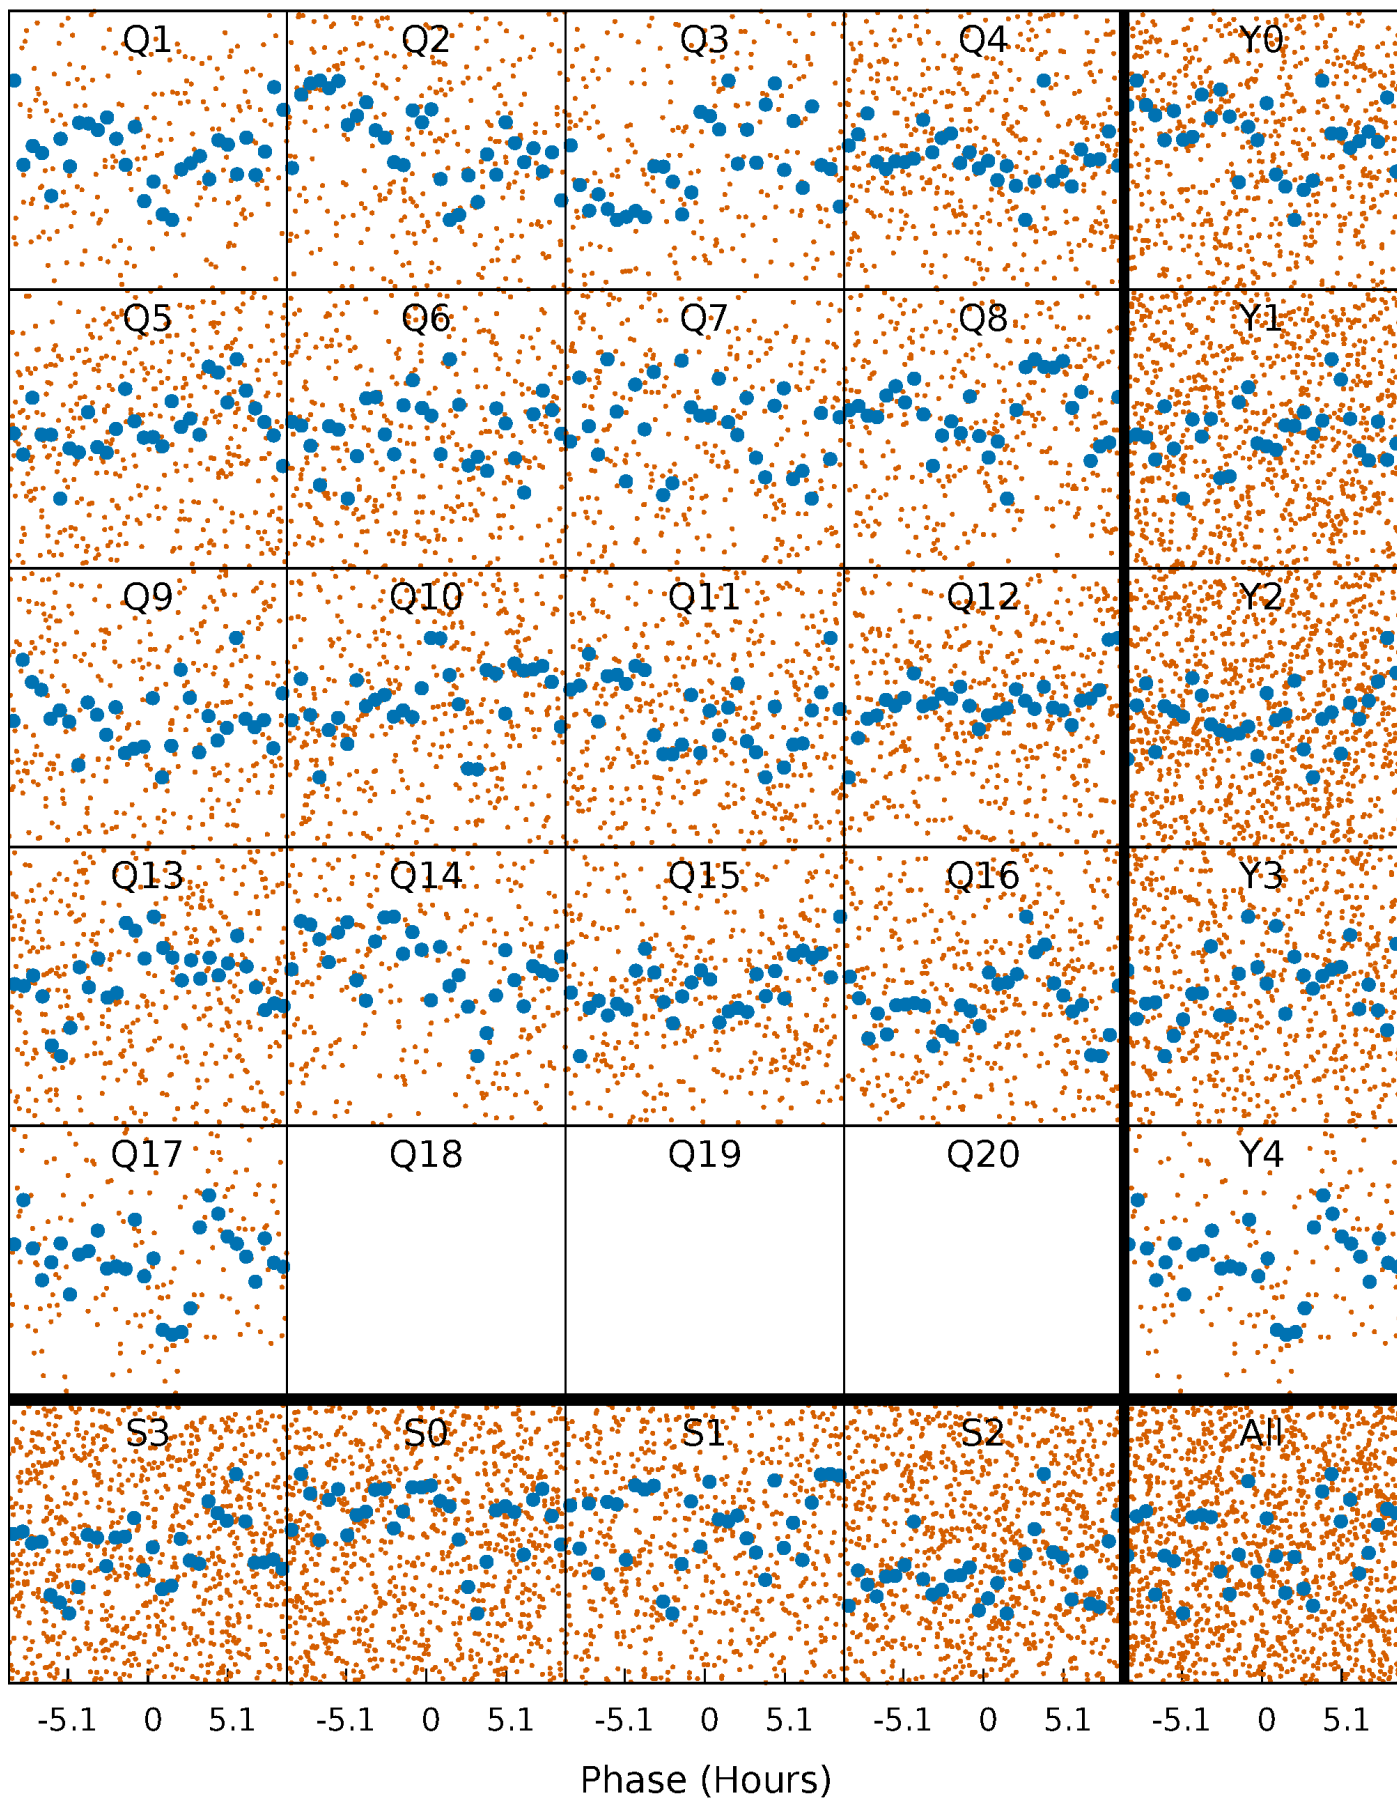 Q1 Q2 Q3 Q4 Y0
Q5 Q6 Q7 Q8 Y1
Q9 Q10 Q11 Q12 Y2
Q13 Q14 Q15 Q16 Y3
Q17 Q18 Q19 Q20 Y4
S3 S0 S1 S2 All
-5.1 0 5.1 -5.1 0 5.1 -5.1 0 5.1 -5.1 0 5.1 -5.1 0 5.1
Phase (Hours)